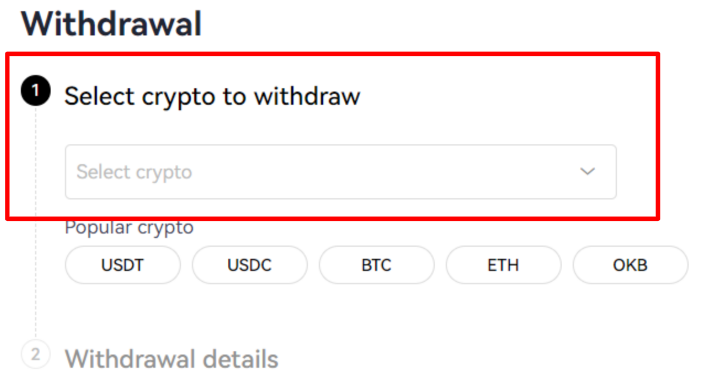 Withdrawal
1 Select crypto to withdraw
Select crypto
Popular crypto
USDT USDC BTC ETH OKB
2 Withdrawal details